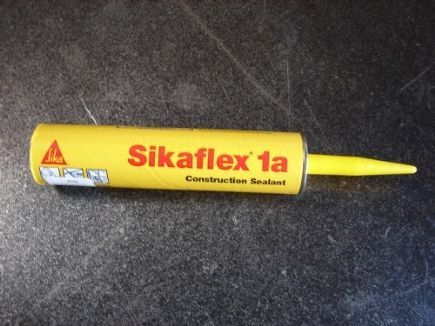 Sika
Sikaflex® 1a
Construction Sealant